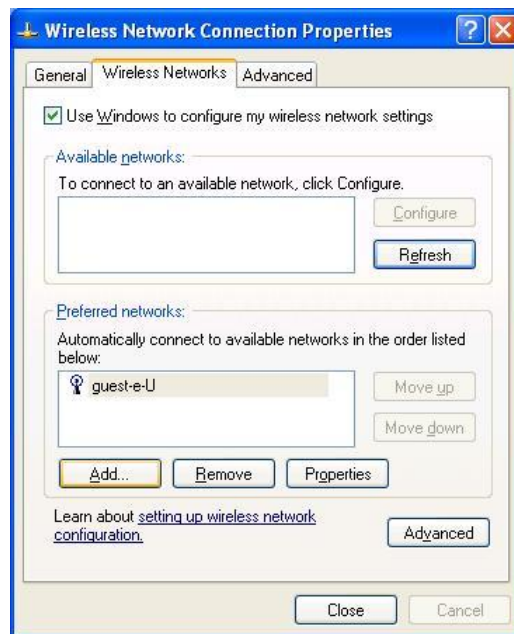 Wireless Network Connection Properties
General Wireless Networks Advanced
Use Windows to configure my wireless network settings
Available networks:
To connect to an available network, click Configure.
Configure
Refresh
Preferred networks:
Automatically connect to available networks in the order listed
below:
guest-e-U
Move up
Move down
Add... Remove Properties
Learn about setting up wireless network
configuration.
Advanced
Close Cancel